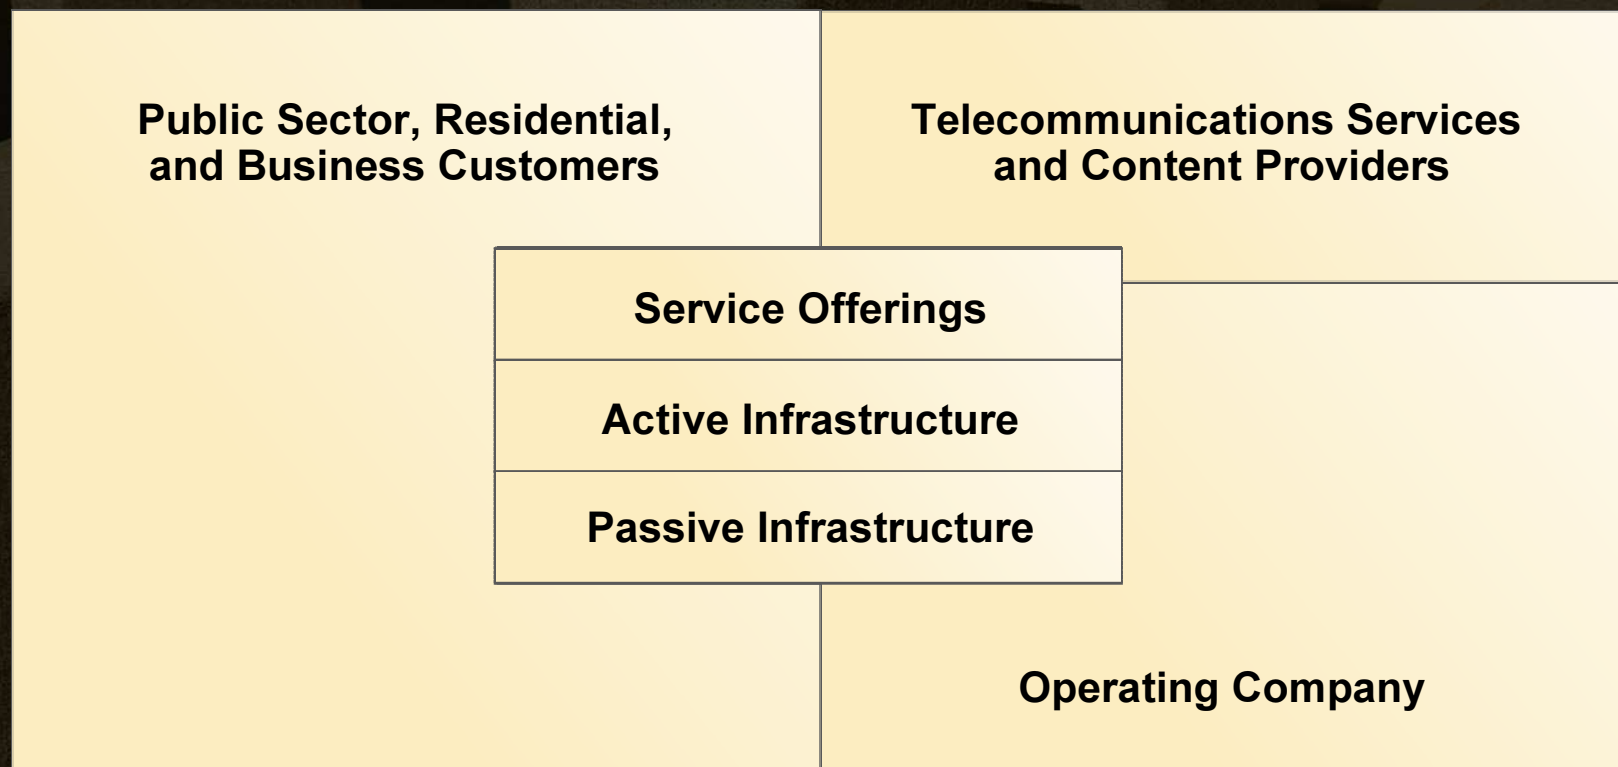 Public Sector, Residential,
and Business Customers
Telecommunications Services
and Content Providers
Service Offerings
Active Infrastructure
Passive Infrastructure
Operating Company